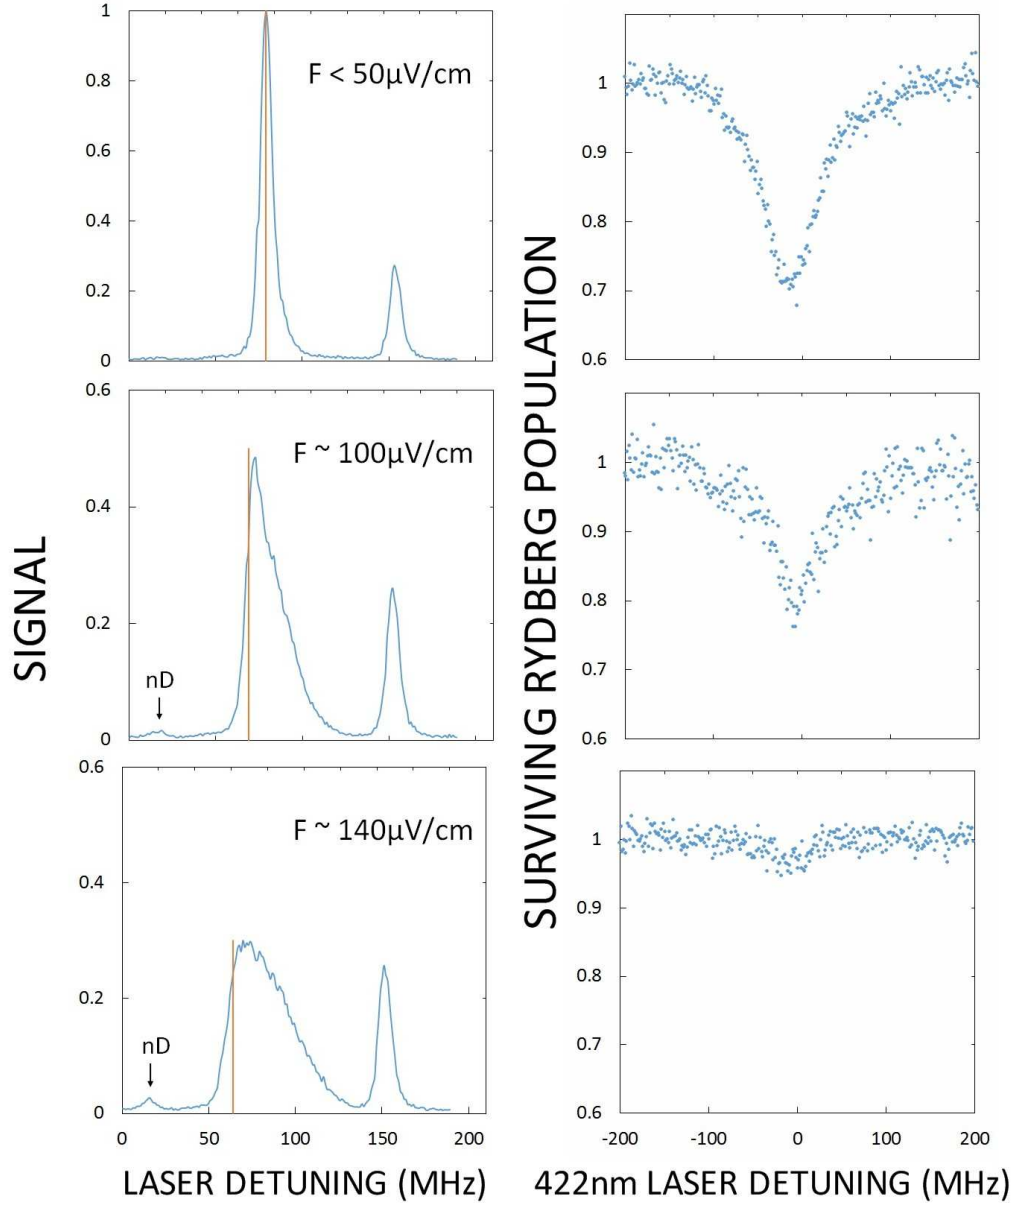 SIGNAL
1
0.8
0.6
0.4
0.2
0
F < 50µV/cm
0.6
0.4
0.2
0
F ~ 100µV/cm
nD
0.6
0.4
0.2
0
F ~ 140µV/cm
nD
0 50 100 150 200
LASER DETUNING (MHz)
SURVIVING RYDBERG POPULATION
1
0.9
0.8
0.7
0.6
1
0.9
0.8
0.7
0.6
1
0.9
0.8
0.7
0.6
-200 -100 0 100 200
422nm LASER DETUNING (MHz)